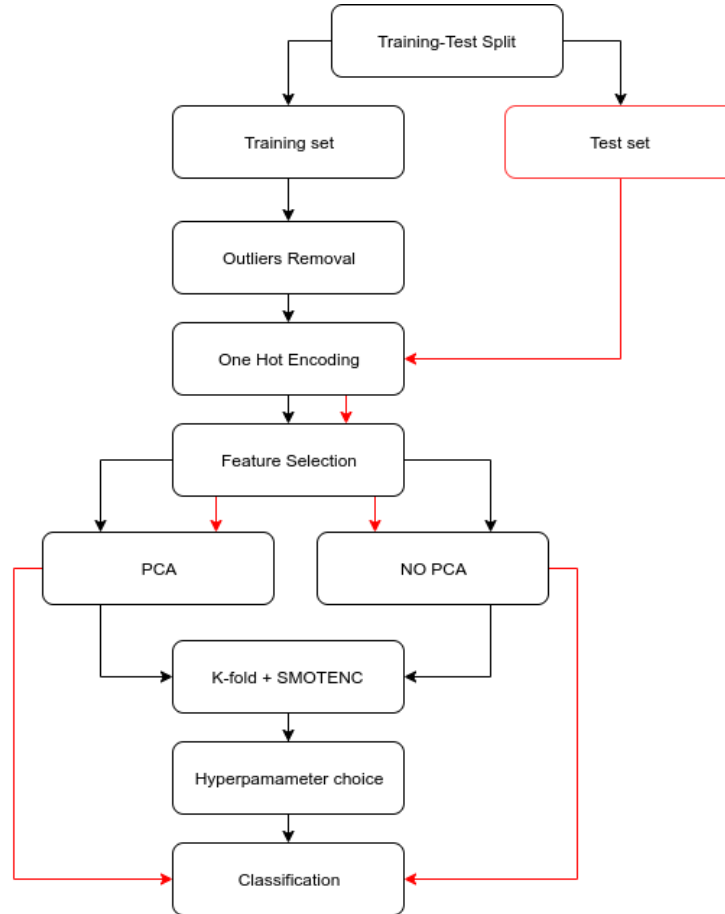 Training-Test Split
Training set
Test set
Outliers Removal
One Hot Encoding
Feature Selection
PCA
NO PCA
K-fold + SMOTENC
Hyperpamameter choice
Classification